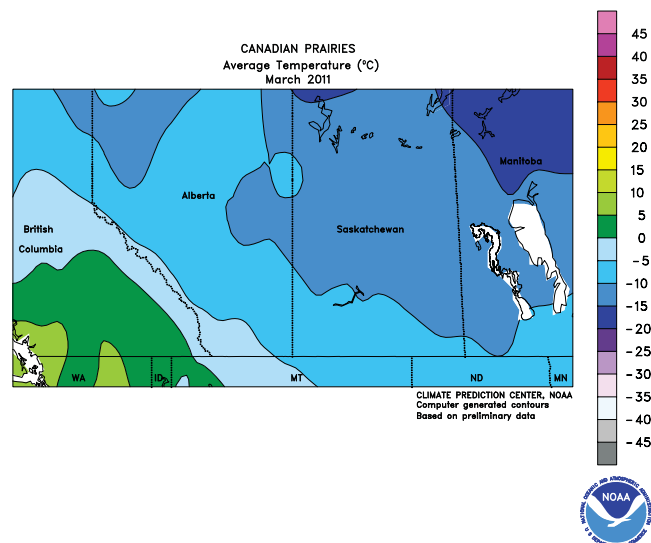 CANADIAN PRAIRIES
Average Temperature (°C)
March 2011
Manitoba
Alberta
British
Columbia
Saskatchewan
WA
ID
MT
ND
MN
CLIMATE PREDICTION CENTER, NOAA
Computer generated contours
Based on preliminary data
45
40
35
30
25
20
15
10
5
0
-5
-10
-15
-20
-25
-30
-35
-40
-45
NOAA